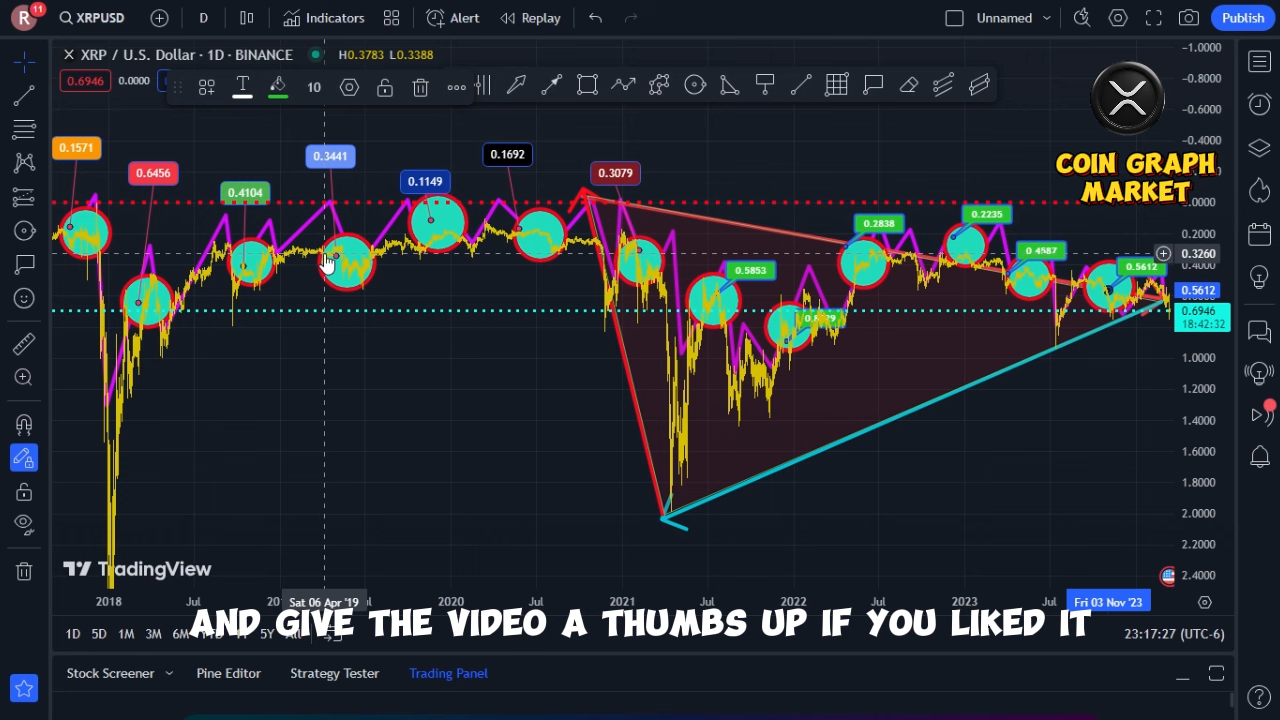 R 11 XRPUSD D Indicators Alert Replay Unnamed Publish
XRP / U.S. Dollar · 1D · BINANCE H0.3783 L0.3388
0.6946 0.0000 T 10
COIN GRAPH
MARKET
0.1571
0.6456
0.4104
0.3441
0.1149
0.1692
0.3079
0.5853
0.2838
0.2235
0.4587
0.5612
−1.0000
−0.8000
−0.6000
−0.4000
0.3260
0.4000
0.5612
0.6946
18:42:32
1.0000
1.2000
1.4000
1.6000
1.8000
2.0000
2.2000
2.4000
TradingView
2018 Jul Sat 06 Apr '19 2020 Jul 2021 Jul 2022 Jul 2023 Jul Fri 03 Nov '23
AND GIVE THE VIDEO A THUMBS UP IF YOU LIKED IT
1D 5D 1M 3M 6M 1Y 5Y 23:17:27 (UTC-6)
Stock Screener Pine Editor Strategy Tester Trading Panel